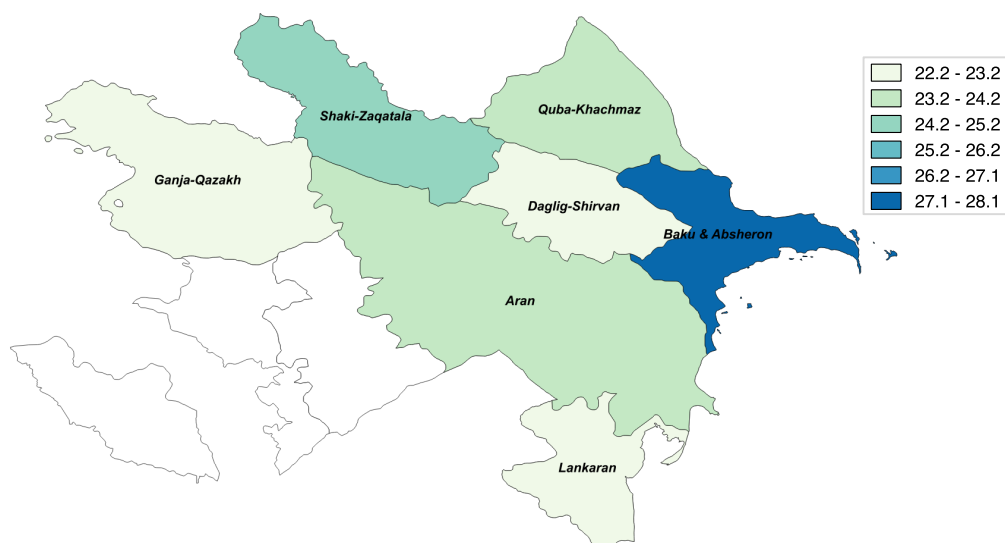 Shaki-Zaqatala
Quba-Khachmaz
Ganja-Qazakh
Daglig-Shirvan
Baku & Absheron
Aran
Lankaran
22.2 - 23.2
23.2 - 24.2
24.2 - 25.2
25.2 - 26.2
26.2 - 27.1
27.1 - 28.1